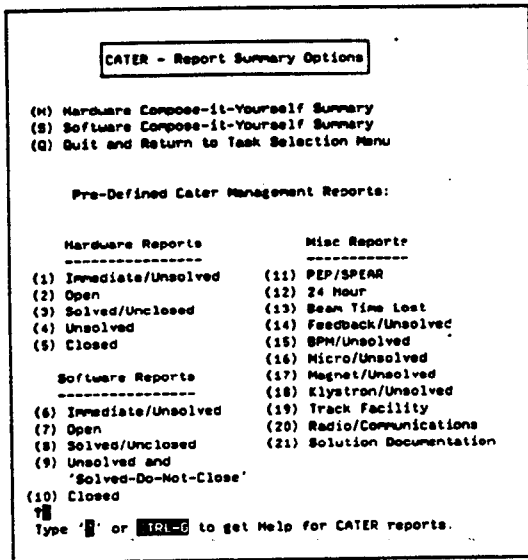 CATER - Report Summary Options
(H) Hardware Compose-it-Yourself Summary
(S) Software Compose-it-Yourself Summary
(Q) Quit and Return to Task Selection Menu
Pre-Defined Cater Management Reports:
Hardware Reports
-----------------
(1) Immediate/Unsolved
(2) Open
(3) Solved/Unclosed
(4) Unsolved
(5) Closed
Software Reports
-----------------
(6) Immediate/Unsolved
(7) Open
(8) Solved/Unclosed
(9) Unsolved and
'Solved-Do-Not-Close'
(10) Closed
Misc Reports
------------
(11) PEP/SPEAR
(12) 24 Hour
(13) Beam Time Lost
(14) Feedback/Unsolved
(15) BPM/Unsolved
(16) Micro/Unsolved
(17) Magnet/Unsolved
(18) Klystron/Unsolved
(19) Track Facility
(20) Radio/Communications
(21) Solution Documentation
Type ' ' or CTRL-G to get Help for CATER reports.